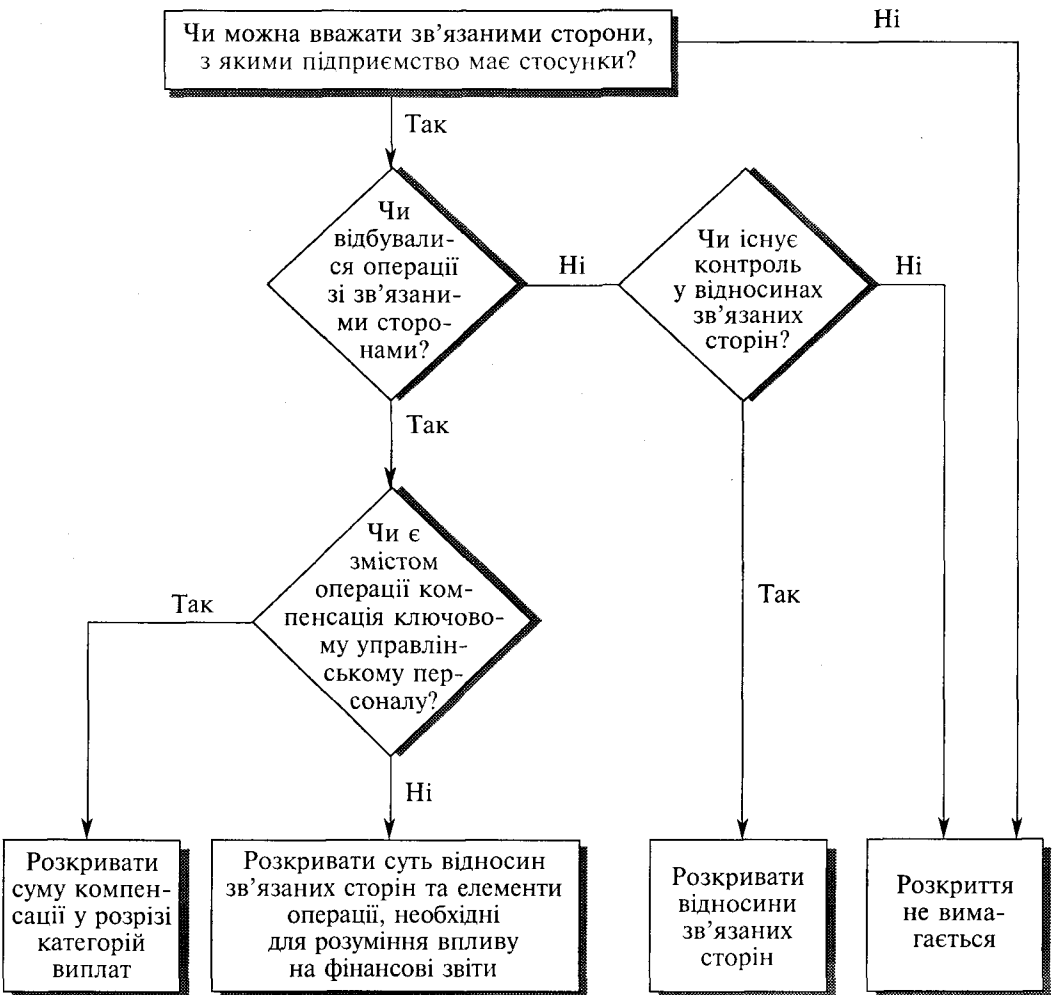 Чи можна вважати зв'язаними сторони,
з якими підприємство має стосунки?
Ні
Так
Чи
відбували-
ся операції
зі зв'язани-
ми сторо-
нами?
Ні
Чи існує
контроль
у відносинах
зв'язаних
сторін?
Ні
Так
Чи є
змістом
операції ком-
пенсація ключово-
му управлін-
ському пер-
соналу?
Так
Так
Ні
Розкривати
суму компен-
сації у розрізі
категорій
виплат
Розкривати суть відносин
зв'язаних сторін та елементи
операції, необхідні
для розуміння впливу
на фінансові звіти
Розкривати
відносини
зв'язаних
сторін
Розкриття
не вима-
гається